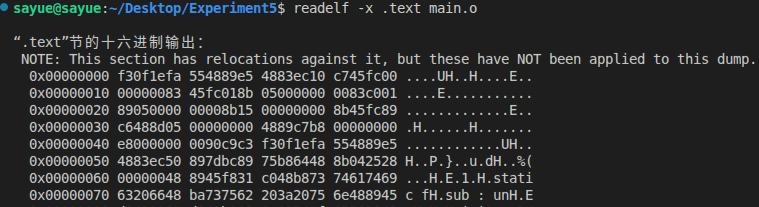 sayue@sayue:~/Desktop/Experiment5$ readelf -x .text main.o
“.text”节的十六进制输出：
NOTE: This section has relocations against it, but these have NOT been applied to this dump.
0x00000000 f30f1efa 554889e5 4883ec10 c745fc00 ....UH..H....E..
0x00000010 00000083 45fc018b 05000000 0083c001 ....E...........
0x00000020 89050000 00008b15 00000000 8b45fc89 .............E..
0x00000030 c6488d05 00000000 4889c7b8 00000000 .H......H.......
0x00000040 e8000000 0090c9c3 f30f1efa 554889e5 ............UH..
0x00000050 4883ec50 897dbc89 75b86448 8b042528 H..P.}..u.dH..%(
0x00000060 00000048 8945f831 c048b873 74617469 ...H.E.1.H.stati
0x00000070 63206648 ba737562 203a2075 6e488945 c fH.sub : unH.E